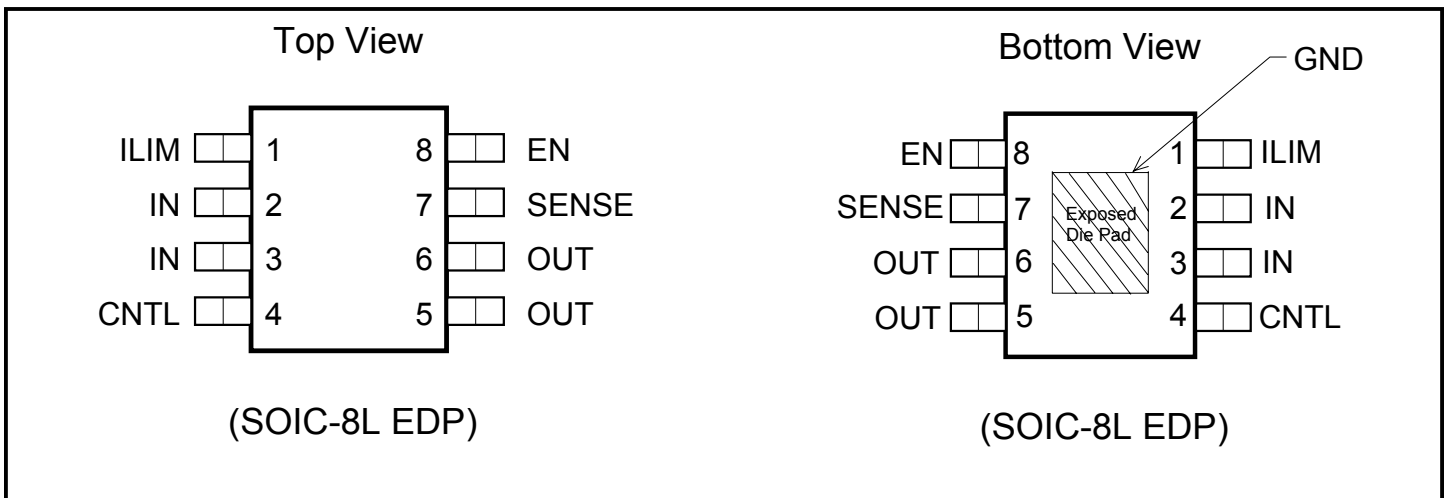 Top View
ILIM 1 8 EN
IN 2 7 SENSE
IN 3 6 OUT
CNTL 4 5 OUT
(SOIC-8L EDP)
Bottom View
GND
EN 8 1 ILIM
SENSE 7 2 IN
OUT 6 3 IN
OUT 5 4 CNTL
Exposed
Die Pad
(SOIC-8L EDP)